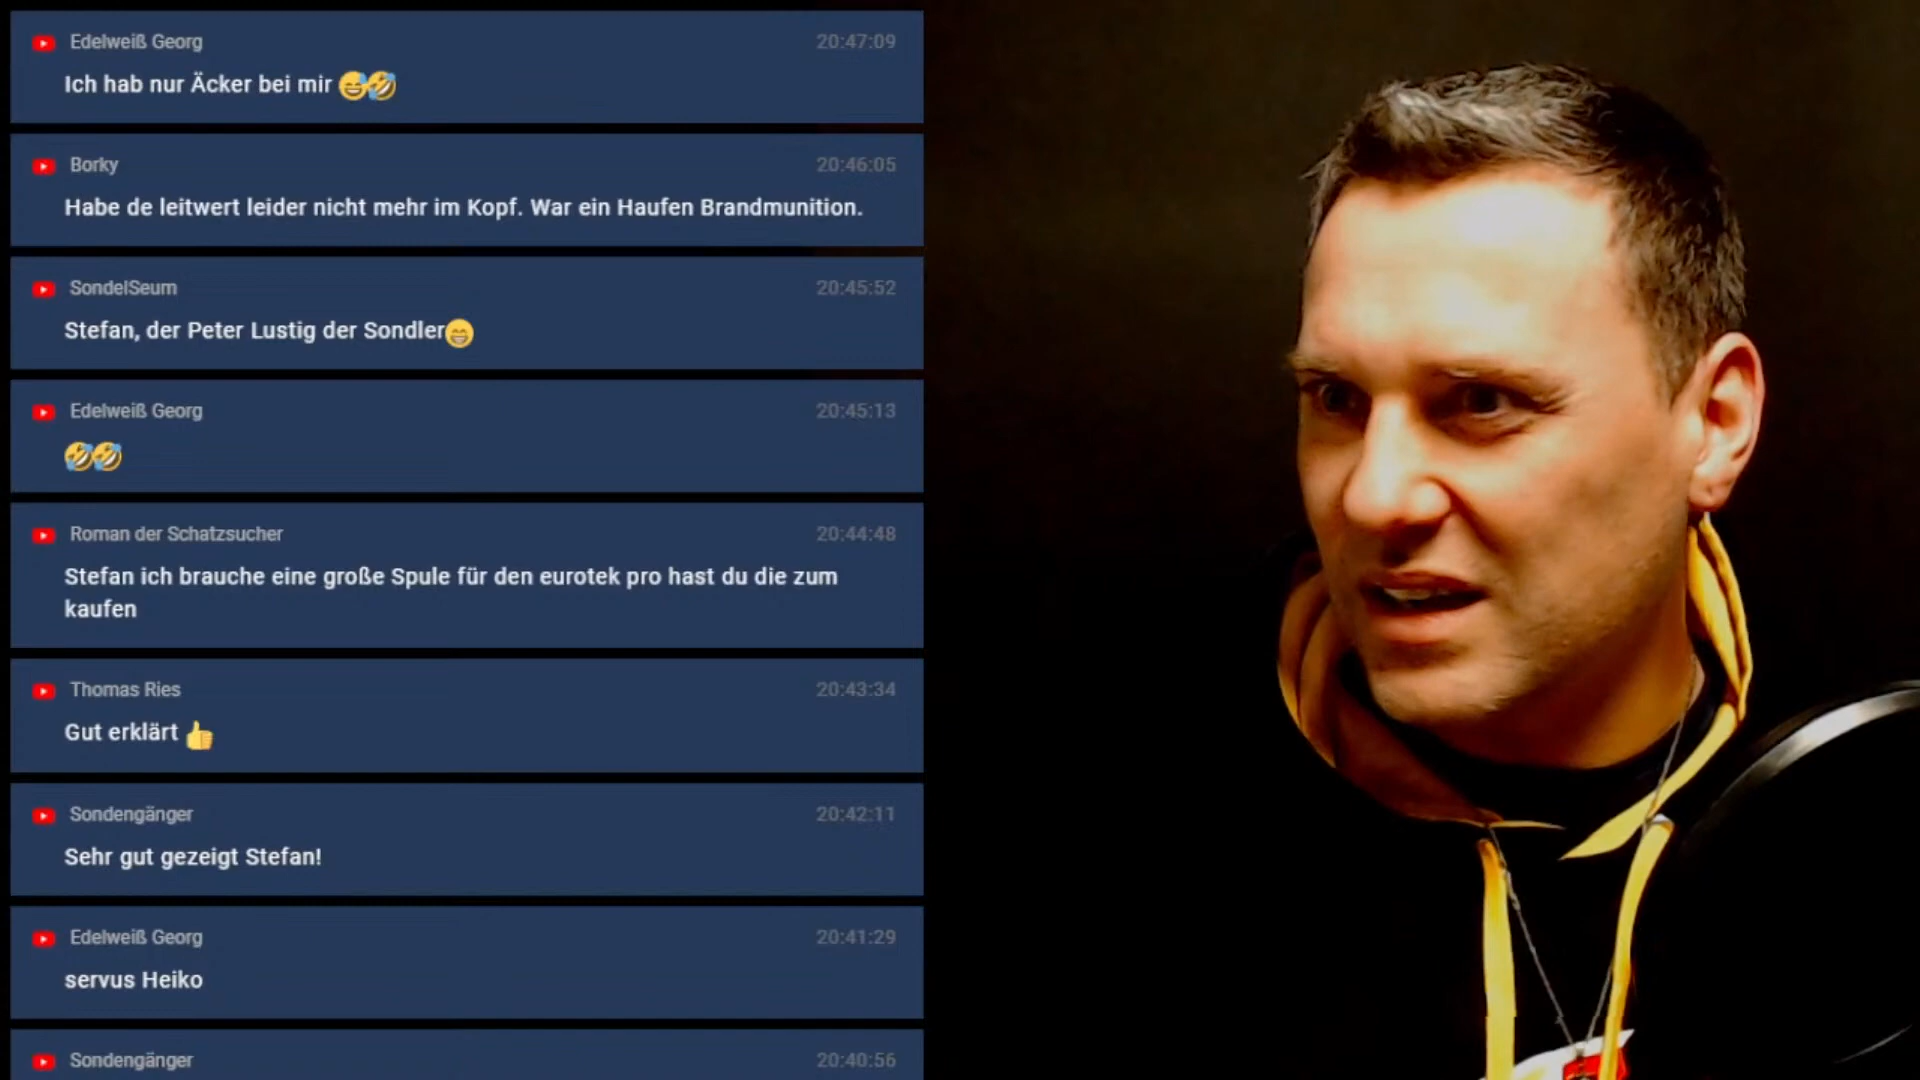 Edelweiß Georg 20:47:09
Ich hab nur Äcker bei mir 😅🤣
Borky 20:46:05
Habe de leitwert leider nicht mehr im Kopf. War ein Haufen Brandmunition.
SondelSeum 20:45:52
Stefan, der Peter Lustig der Sondler😁
Edelweiß Georg 20:45:13
🤣🤣
Roman der Schatzsucher 20:44:48
Stefan ich brauche eine große Spule für den eurotek pro hast du die zum
kaufen
Thomas Ries 20:43:34
Gut erklärt 👍
Sondengänger 20:42:11
Sehr gut gezeigt Stefan!
Edelweiß Georg 20:41:29
servus Heiko
Sondengänger 20:40:56